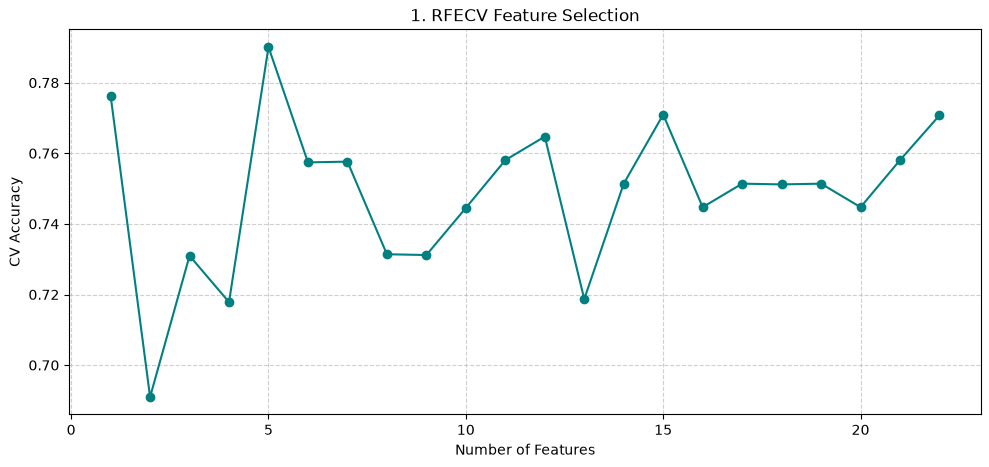 1. RFECV Feature Selection
CV Accuracy
0.78
0.76
0.74
0.72
0.70
0 5 10 15 20
Number of Features